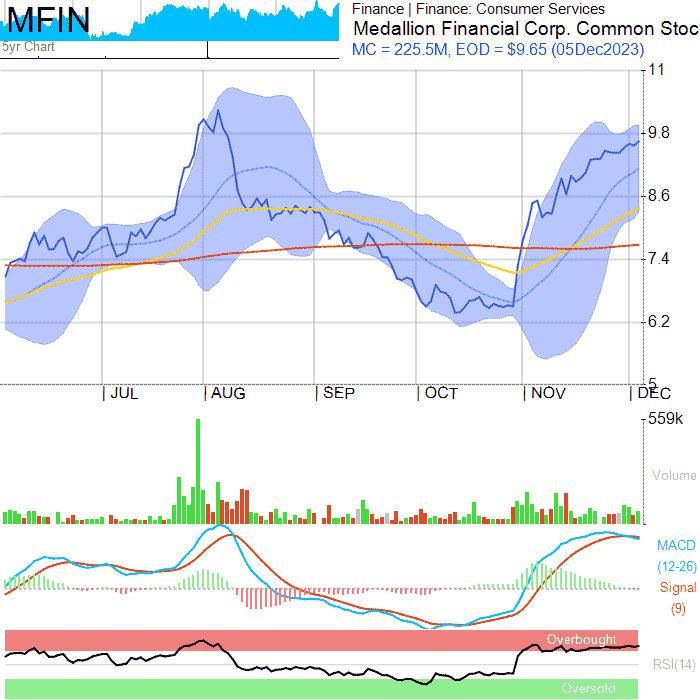 MFIN
5yr Chart
Finance | Finance: Consumer Services
Medallion Financial Corp. Common Stoc
MC = 225.5M, EOD = $9.65 (05Dec2023)
11
9.8
8.6
7.4
6.2
5
| JUL | AUG | SEP | OCT | NOV | DEC
559k
Volume
MACD
(12-26)
Signal
(9)
Overbought
RSI(14)
Oversold